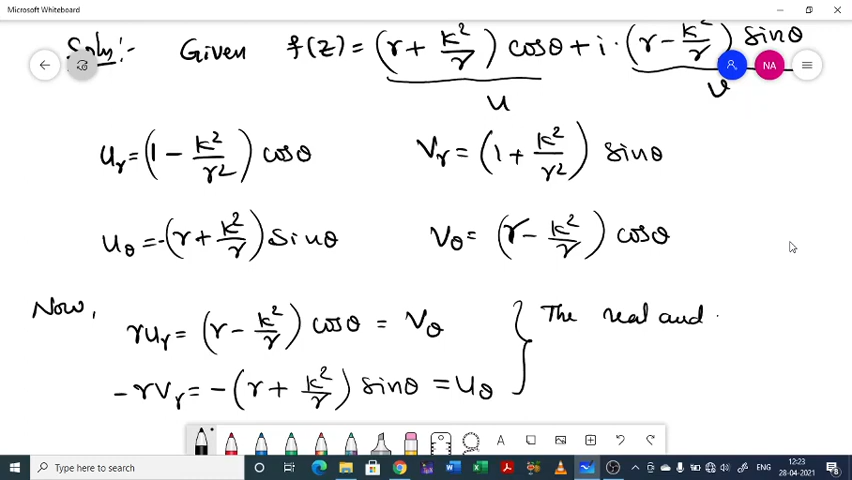 Microsoft Whiteboard
Soln:- Given f(z) = (r + k²/r) cosθ + i · (r - k²/r) sinθ
u v
NA
u_r = (1 - k²/r²) cosθ v_r = (1 + k²/r²) sinθ
u_θ = -(r + k²/r) sinθ v_θ = (r - k²/r) cosθ
Now, r u_r = (r - k²/r) cosθ = v_θ } The real and
-r v_r = -(r + k²/r) sinθ = u_θ
Type here to search
ENG
12:23
28-04-2021
8